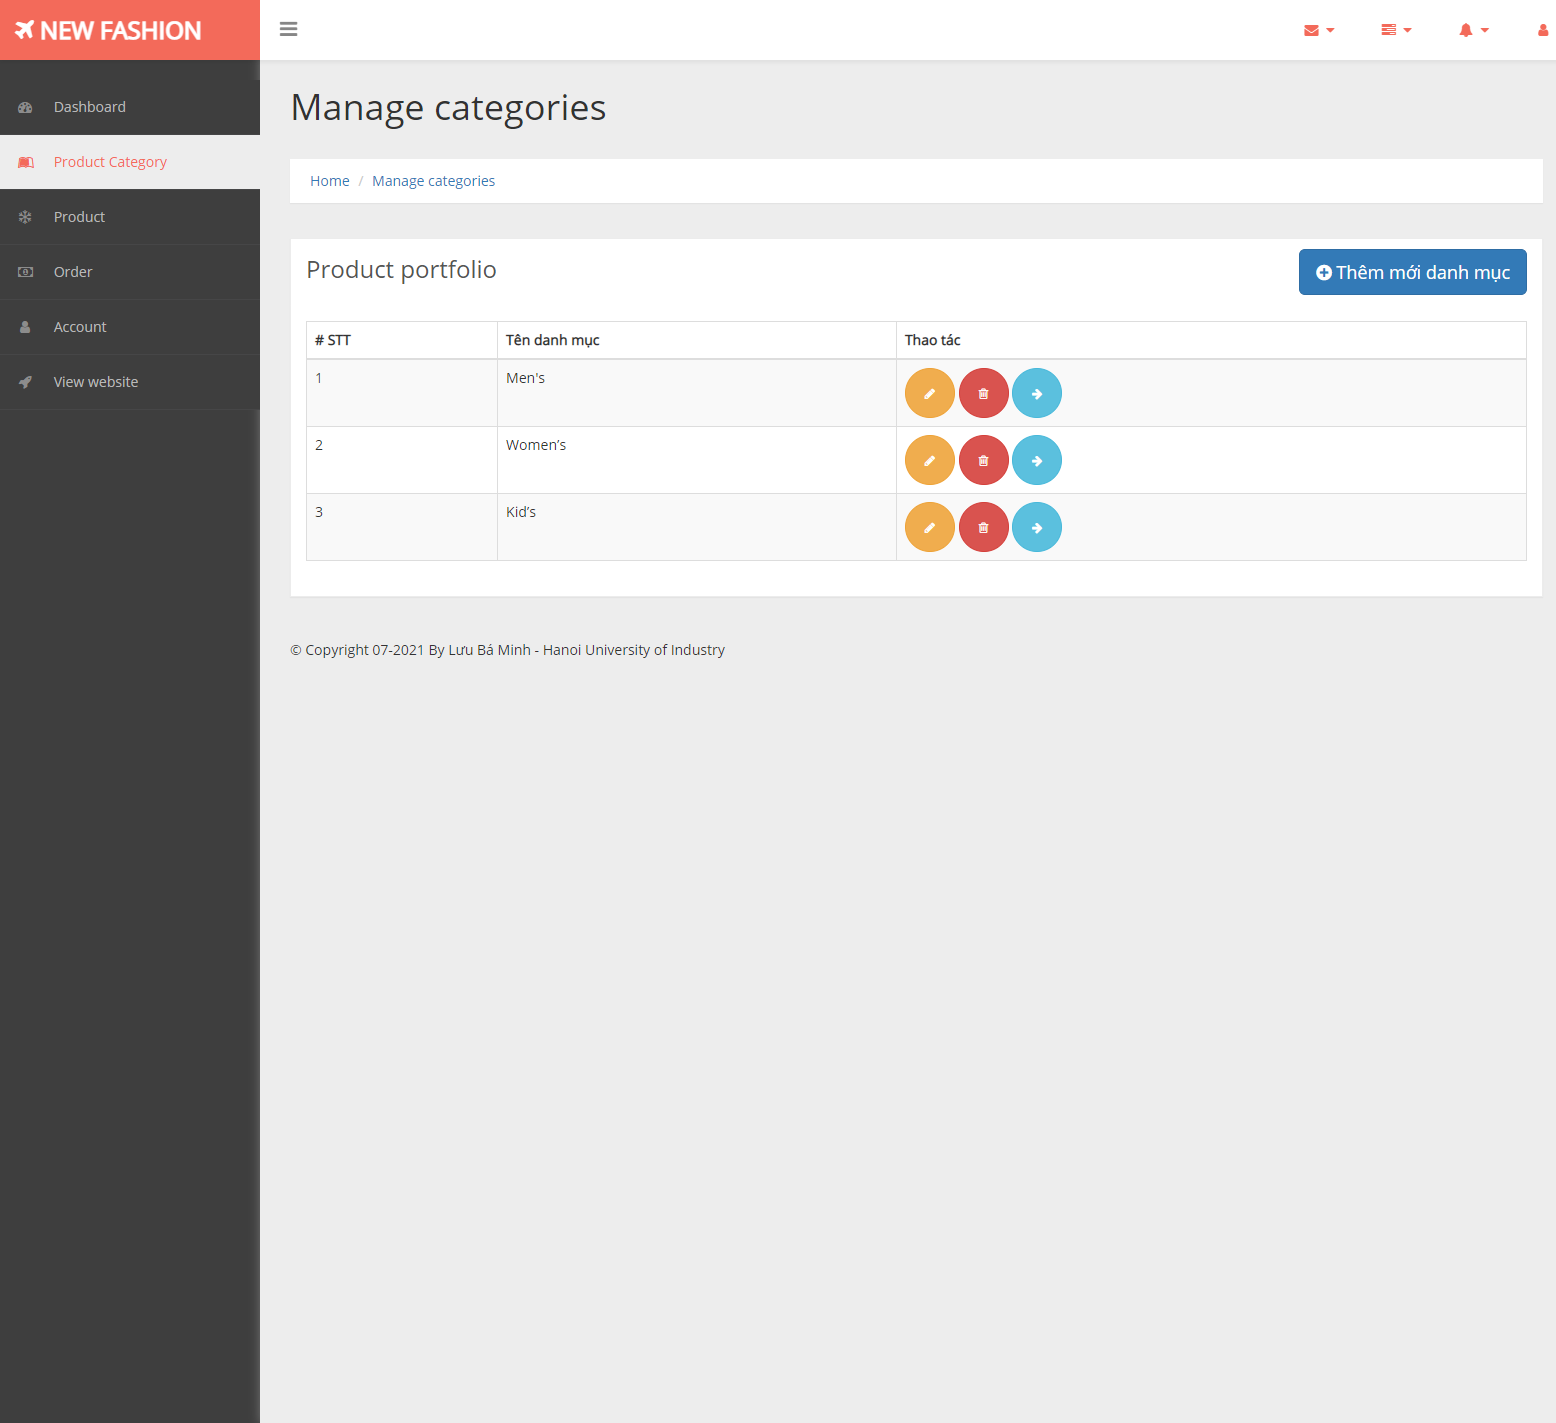 NEW FASHION
Dashboard
Product Category
Product
Order
Account
View website
Manage categories
Home / Manage categories
Product portfolio
Thêm mới danh mục
# STT Tên danh mục Thao tác
1 Men's
2 Women’s
3 Kid’s
© Copyright 07-2021 By Lưu Bá Minh - Hanoi University of Industry